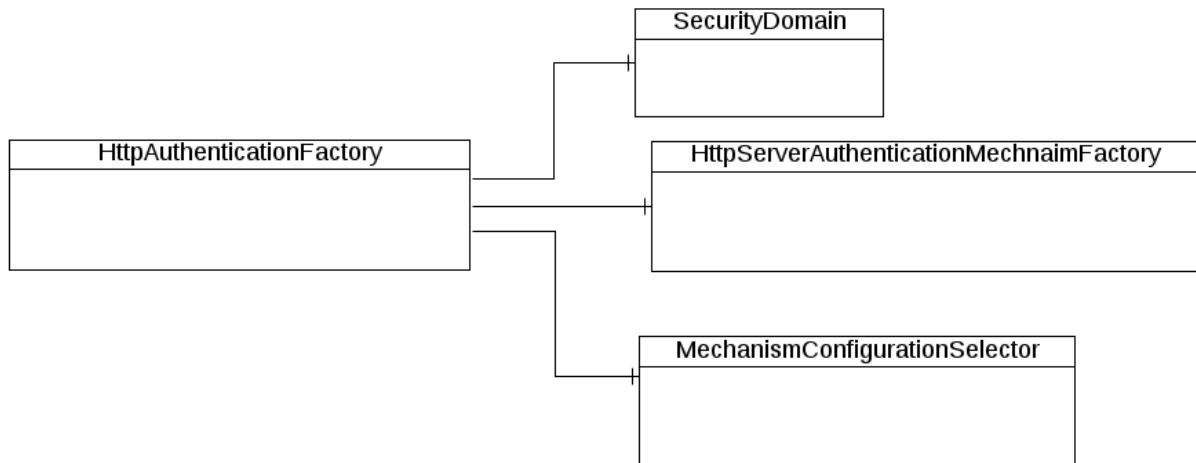 SecurityDomain
HttpAuthenticationFactory
HttpServerAuthenticationMechnaimFactory
MechanismConfigurationSelector